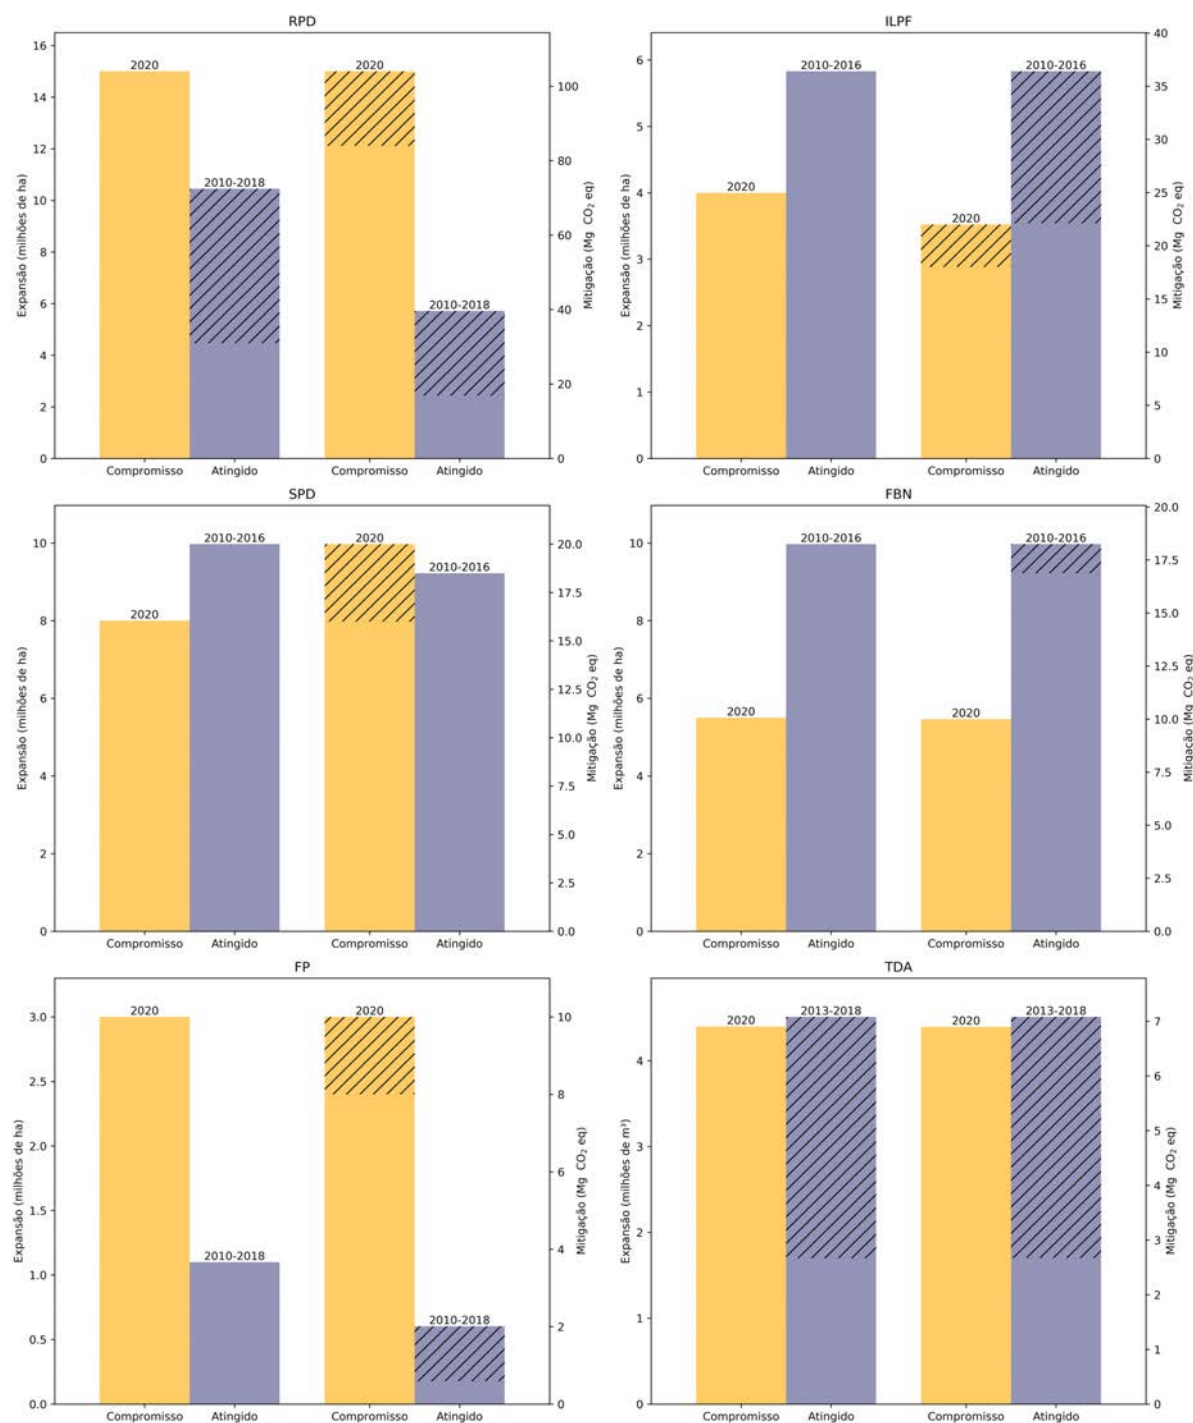 RPD
2020
2020
2010-2018
2010-2018
16
14
12
10
8
6
4
2
0
Expansão (milhões de ha)
100
80
60
40
20
0
Mitigação (Mg CO₂ eq)
Compromisso
Atingido
Compromisso
Atingido
ILPF
2020
2010-2016
2020
2010-2016
6
5
4
3
2
1
0
Expansão (milhões de ha)
40
35
30
25
20
15
10
5
0
Mitigação (Mg CO₂ eq)
Compromisso
Atingido
Compromisso
Atingido
SPD
2020
2010-2016
2020
2010-2016
10
8
6
4
2
0
Expansão (milhões de ha)
20.0
17.5
15.0
12.5
10.0
7.5
5.0
2.5
0.0
Mitigação (Mg CO₂ eq)
Compromisso
Atingido
Compromisso
Atingido
FBN
2020
2010-2016
2020
2010-2016
10
8
6
4
2
0
Expansão (milhões de ha)
20.0
17.5
15.0
12.5
10.0
7.5
5.0
2.5
0.0
Mitigação (Mg CO₂ eq)
Compromisso
Atingido
Compromisso
Atingido
FP
2020
2010-2018
2020
2010-2018
3.0
2.5
2.0
1.5
1.0
0.5
0.0
Expansão (milhões de ha)
10
8
6
4
2
0
Mitigação (Mg CO₂ eq)
Compromisso
Atingido
Compromisso
Atingido
TDA
2020
2013-2018
2020
2013-2018
4
3
2
1
0
Expansão (milhões de m³)
7
6
5
4
3
2
1
0
Mitigação (Mg CO₂ eq)
Compromisso
Atingido
Compromisso
Atingido